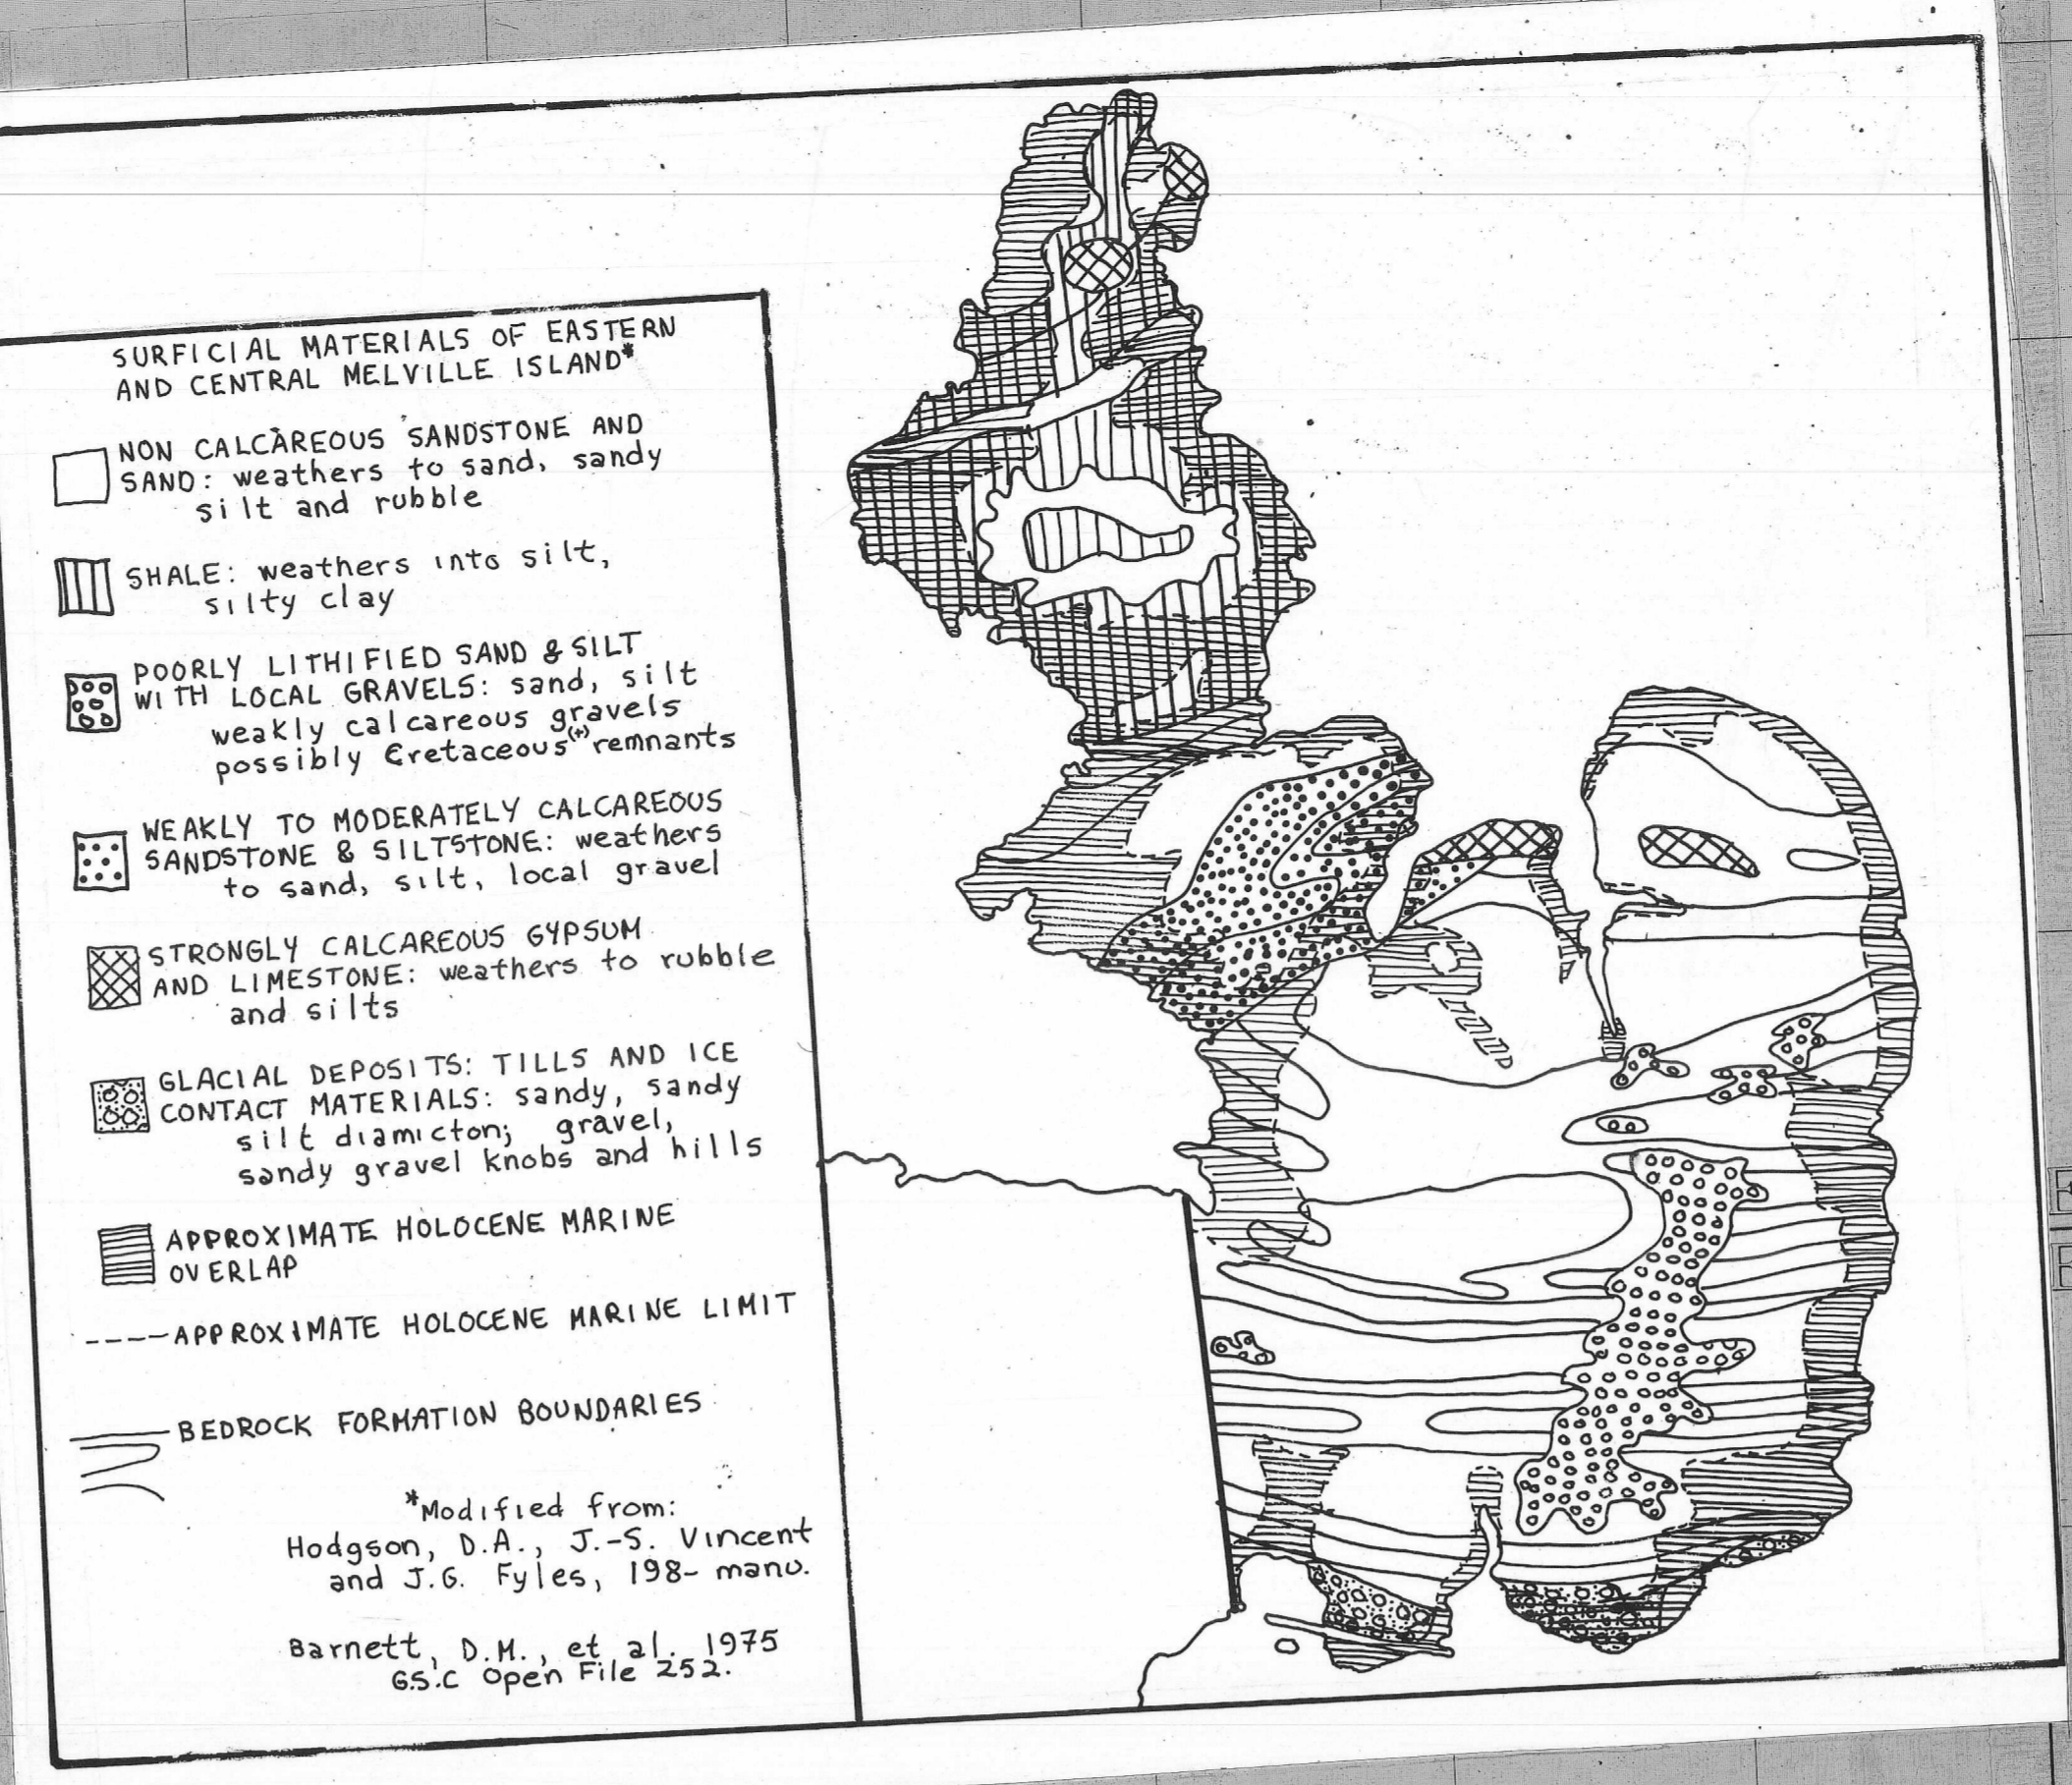 SURFICIAL MATERIALS OF EASTERN
AND CENTRAL MELVILLE ISLAND*
NON CALCAREOUS SANDSTONE AND
SAND: weathers to sand, sandy
silt and rubble
SHALE: weathers into silt,
silty clay
POORLY LITHIFIED SAND & SILT
WITH LOCAL GRAVELS: sand, silt
weakly calcareous gravels
possibly Cretaceous(+) remnants
WEAKLY TO MODERATELY CALCAREOUS
SANDSTONE & SILTSTONE: weathers
to sand, silt, local gravel
STRONGLY CALCAREOUS GYPSUM
AND LIMESTONE: weathers to rubble
and silts
GLACIAL DEPOSITS: TILLS AND ICE
CONTACT MATERIALS: sandy, sandy
silt diamicton; gravel,
sandy gravel knobs and hills
APPROXIMATE HOLOCENE MARINE
OVERLAP
APPROXIMATE HOLOCENE MARINE LIMIT
BEDROCK FORMATION BOUNDARIES
*Modified from:
Hodgson, D.A., J.-S. Vincent
and J.G. Fyles, 198- manu.
Barnett, D.M., et al. 1975
G.S.C Open File 252.